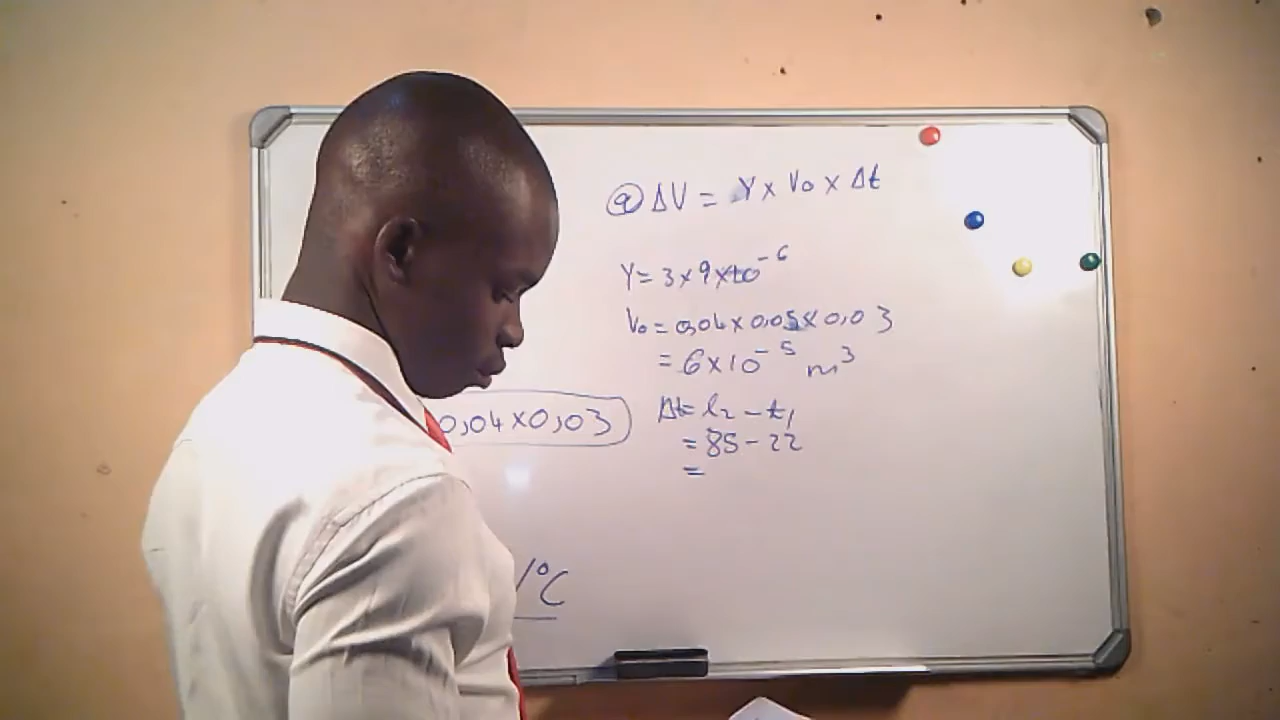 ⓐ ΔV = γ x V₀ x Δt
γ = 3 x 9 x 10⁻⁶
V₀ = 0,04 x 0,05 x 0,03
= 6 x 10⁻⁵ m³
0,04 x 0,03
Δt = t₂ - t₁
= 85 - 22
=
/°C